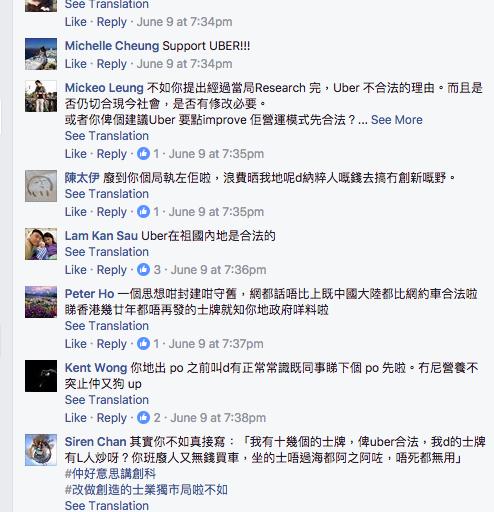 See Translation
Like · Reply · June 9 at 7:34pm
Michelle Cheung Support UBER!!!
Like · Reply · June 9 at 7:34pm
Mickeo Leung 不如你提出經過當局Research 完，Uber 不合法的理由。而且是
否仍切合現今社會，是否有修改必要。
或者你俾個建議Uber 要點improve 佢營運模式先合法？... See More
See Translation
Like · Reply · 1 · June 9 at 7:35pm
陳太伊 廢到你個局執左佢啦，浪費晒我地呢d納稅人嘅錢去搞冇創新嘅野。
See Translation
Like · Reply · 1 · June 9 at 7:35pm
Lam Kan Sau Uber在祖國內地是合法的
See Translation
Like · Reply · 3 · June 9 at 7:36pm
Peter Ho 一個思想咁封建咁守舊，網都話唔比上既中國大陸都比網約車合法啦
睇香港幾廿年都唔再發的士牌就知你地政府咩料啦
See Translation
Like · Reply · 1 · June 9 at 7:37pm
Kent Wong 你地出 po 之前叫d有正常常識既同事睇下個 po 先啦。冇尼營養不
突止仲又狗 up
See Translation
Like · Reply · 2 · June 9 at 7:38pm
Siren Chan 其實你不如真接寫：「我有十幾個的士牌，俾uber合法，我d的士牌
有L人炒呀？你班廢人又無錢買車，坐的士唔過海都阿之阿咗，唔死都無用」
#仲好意思講創科
#改做創造的士業獨市局啦不如
See Translation